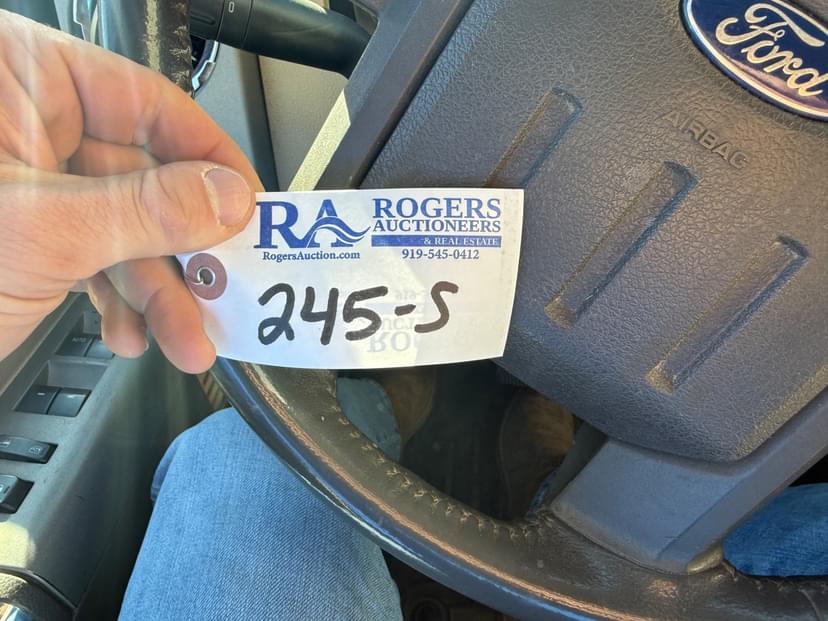 Ford
AIRBAG
RA ROGERS
AUCTIONEERS
& REAL ESTATE
RogersAuction.com 919-545-0412
245-S